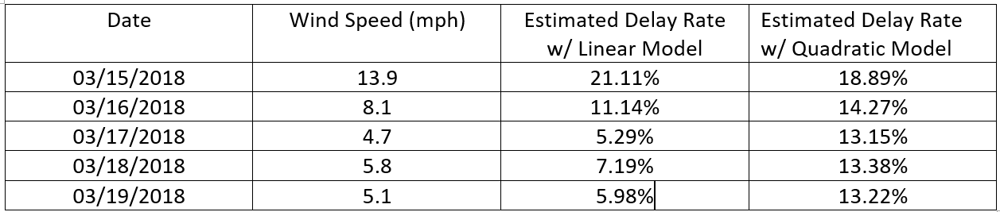 Date Wind Speed (mph) Estimated Delay Rate Estimated Delay Rate
w/ Linear Model w/ Quadratic Model
03/15/2018 13.9 21.11% 18.89%
03/16/2018 8.1 11.14% 14.27%
03/17/2018 4.7 5.29% 13.15%
03/18/2018 5.8 7.19% 13.38%
03/19/2018 5.1 5.98% 13.22%